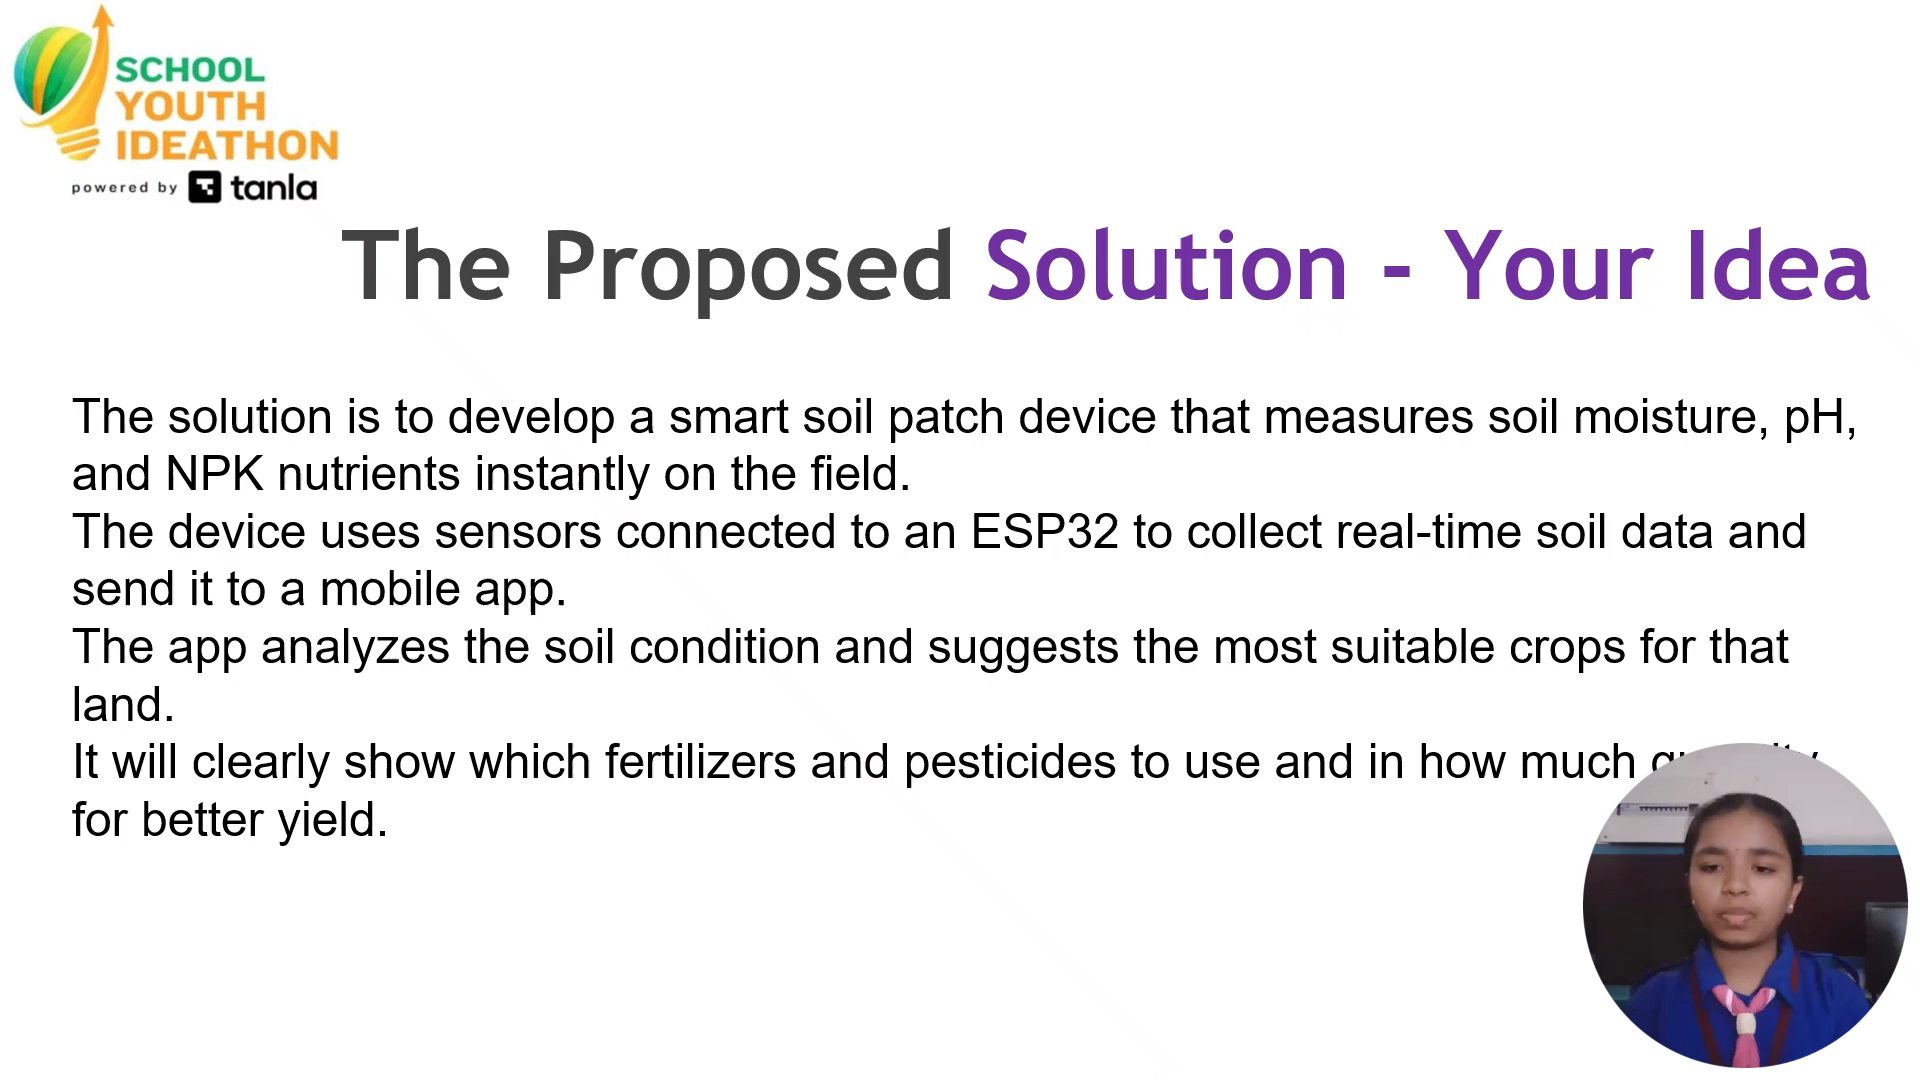 SCHOOL
YOUTH
IDEATHON
powered by tanla
The Proposed Solution - Your Idea
The solution is to develop a smart soil patch device that measures soil moisture, pH,
and NPK nutrients instantly on the field.
The device uses sensors connected to an ESP32 to collect real-time soil data and
send it to a mobile app.
The app analyzes the soil condition and suggests the most suitable crops for that
land.
It will clearly show which fertilizers and pesticides to use and in how much
for better yield.